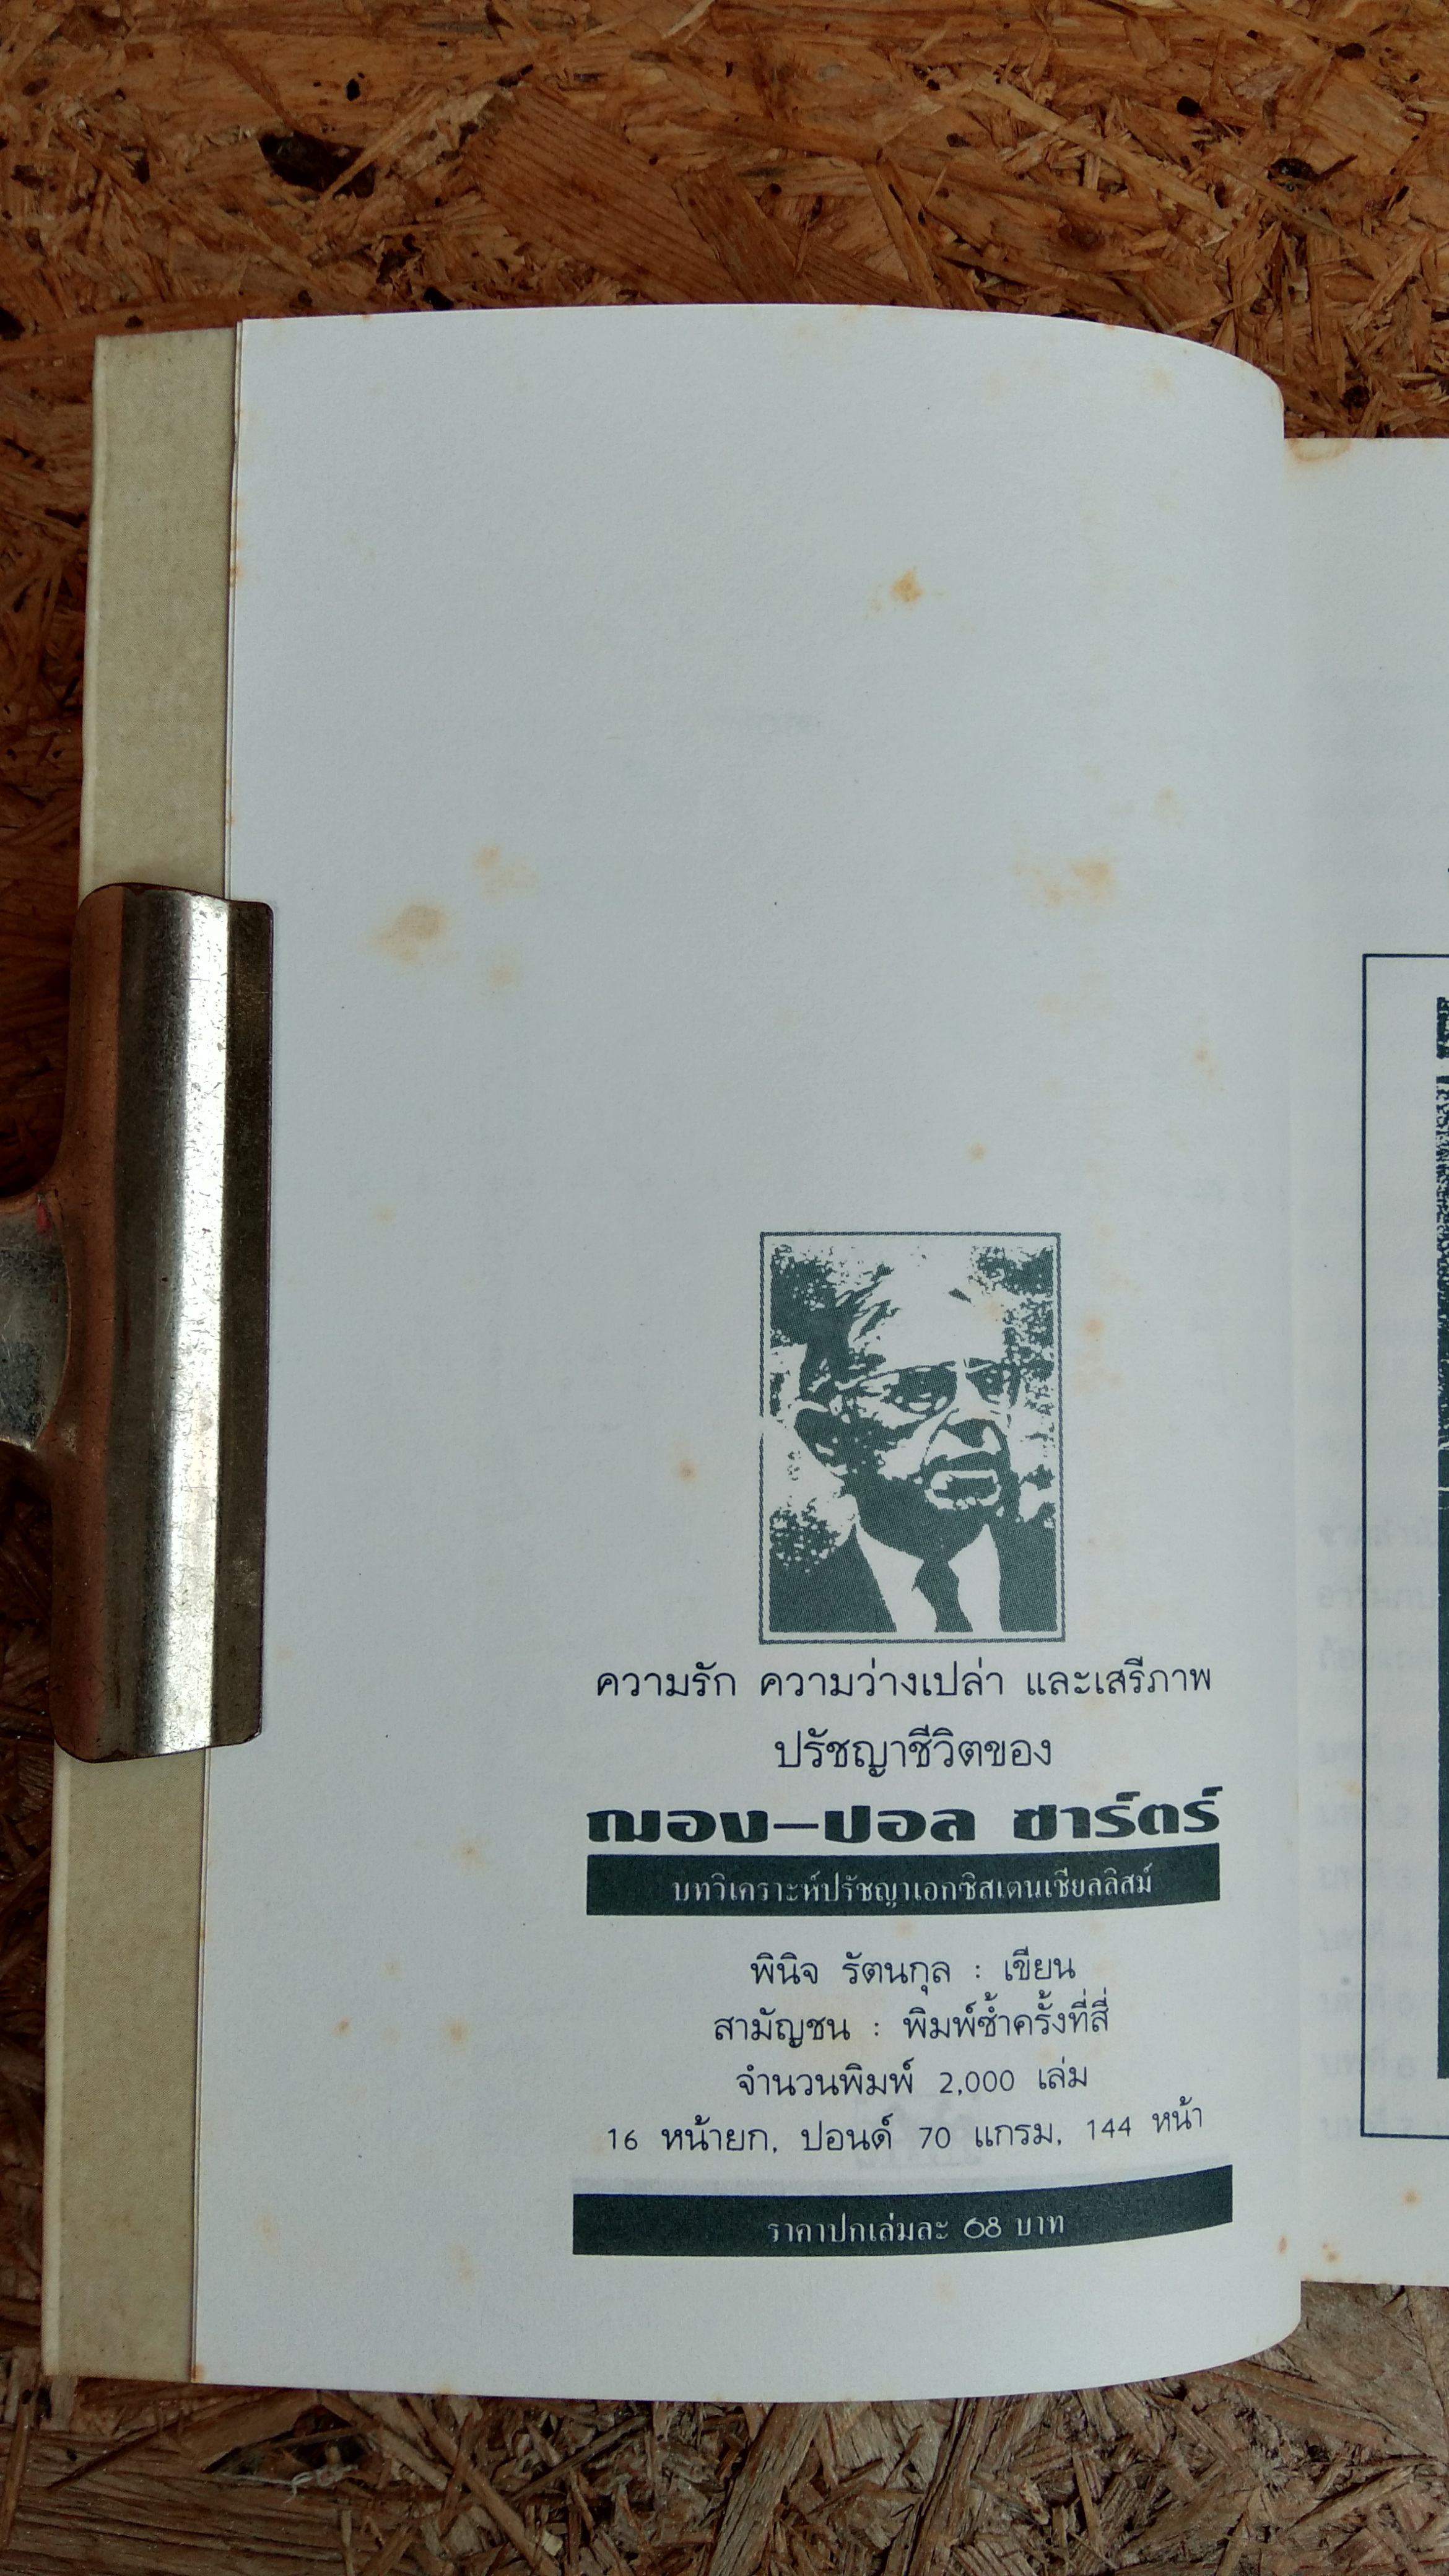 ความรัก ความว่างเปล่า และเสรีภาพ
ปรัชญาชีวิตของ
ฌอง–ปอล ซาร์ตร์
บทวิเคราะห์ปรัชญาเอกซิสเตนเชียลลิสม์
พินิจ รัตนกุล : เขียน
สามัญชน : พิมพ์ซ้ำครั้งที่สี่
จำนวนพิมพ์ 2,000 เล่ม
16 หน้ายก, ปอนด์ 70 แกรม, 144 หน้า
ราคาปกเล่มละ 68 บาท